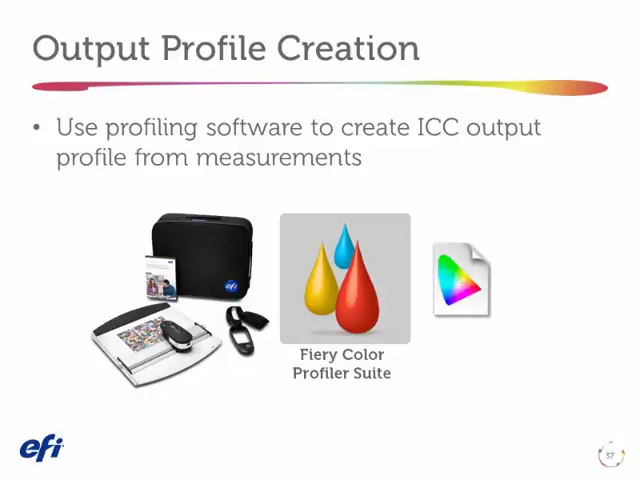 Output Profile Creation
• Use profiling software to create ICC output
profile from measurements
efi
Fiery Color
Profiler Suite
efi
37